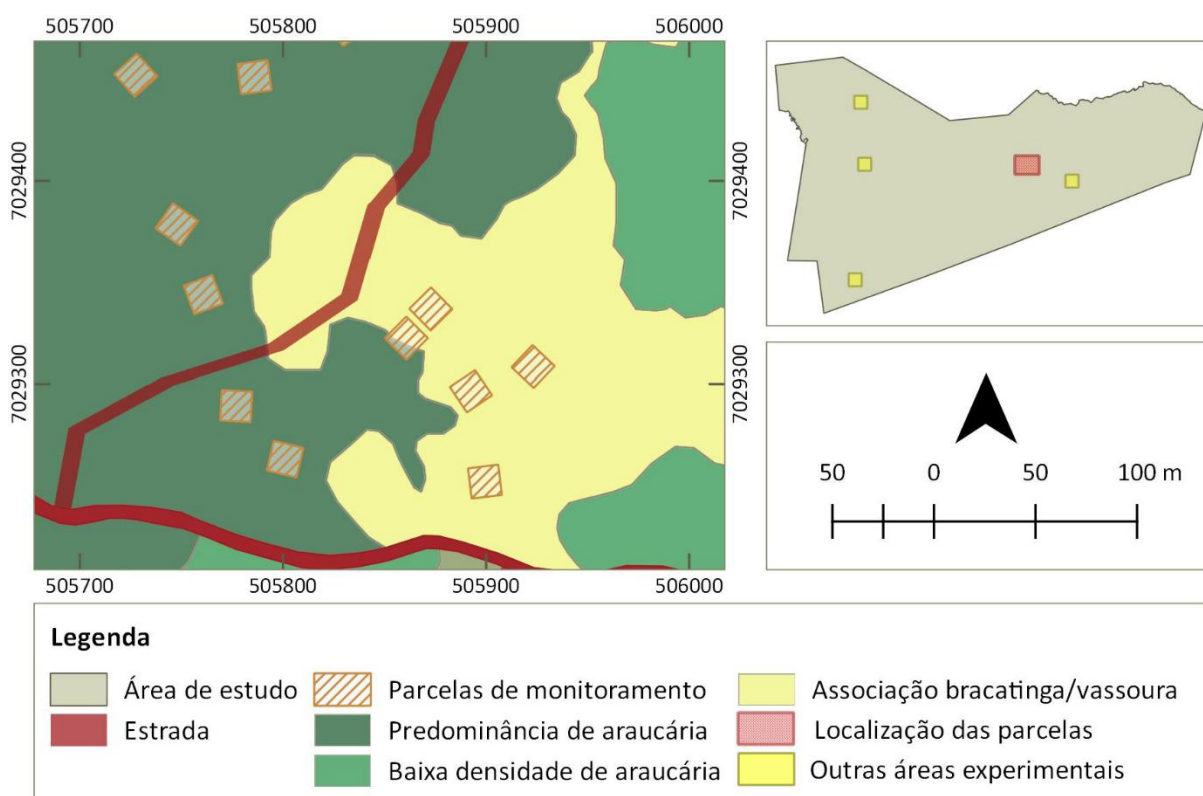 505700 505800 505900 506000
7029400 7029400
7029300 7029300
505700 505800 505900 506000
50 0 50 100 m
Legenda
Área de estudo
Estrada
Parcelas de monitoramento
Predominância de araucária
Baixa densidade de araucária
Associação bracatinga/vassoura
Localização das parcelas
Outras áreas experimentais